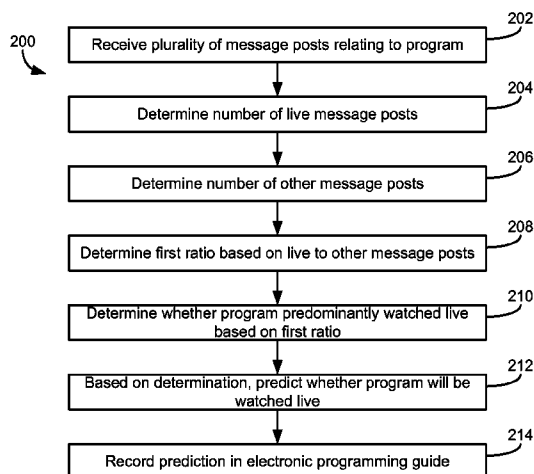 200
202
Receive plurality of message posts relating to program
204
Determine number of live message posts
206
Determine number of other message posts
208
Determine first ratio based on live to other message posts
210
Determine whether program predominantly watched live
based on first ratio
212
Based on determination, predict whether program will be
watched live
214
Record prediction in electronic programming guide